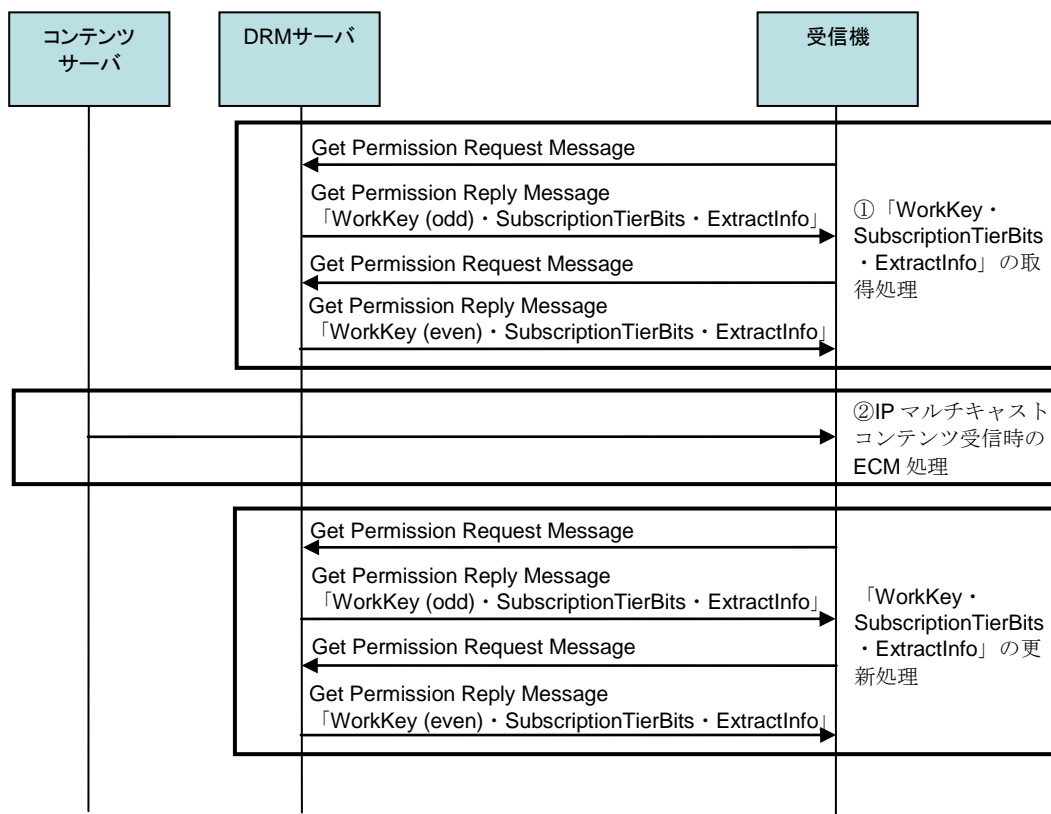 コンテンツ
サーバ
DRMサーバ
受信機
Get Permission Request Message
Get Permission Reply Message
「WorkKey (odd)・SubscriptionTierBits・ExtractInfo」
Get Permission Request Message
Get Permission Reply Message
「WorkKey (even)・SubscriptionTierBits・ExtractInfo」
①「WorkKey・
SubscriptionTierBits
・ExtractInfo」の取
得処理
②IP マルチキャスト
コンテンツ受信時の
ECM 処理
Get Permission Request Message
Get Permission Reply Message
「WorkKey (odd)・SubscriptionTierBits・ExtractInfo」
Get Permission Request Message
Get Permission Reply Message
「WorkKey (even)・SubscriptionTierBits・ExtractInfo」
「WorkKey・
SubscriptionTierBits
・ExtractInfo」の更
新処理